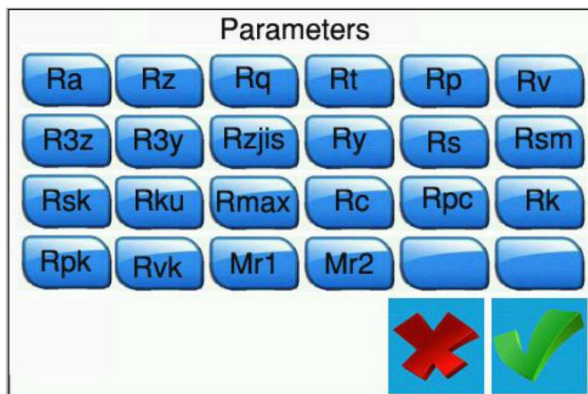 Parameters
Ra Rz Rq Rt Rp Rv
R3z R3y Rzjis Ry Rs Rsm
Rsk Rku Rmax Rc Rpc Rk
Rpk Rvk Mr1 Mr2